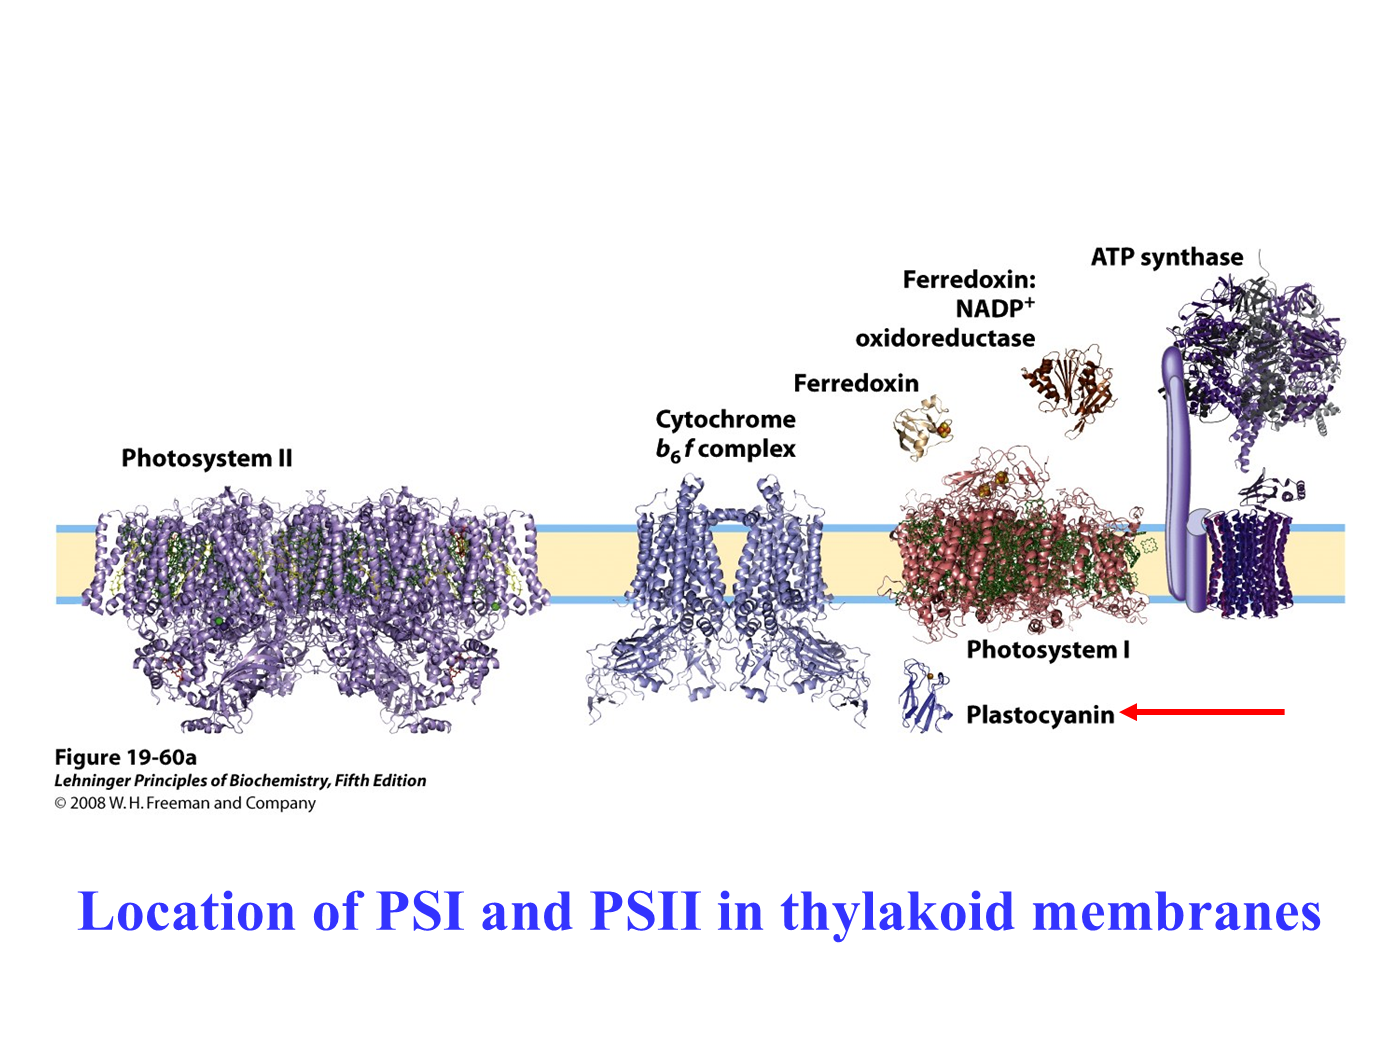 ATP synthase
Ferredoxin:
NADP+
oxidoreductase
Ferredoxin
Cytochrome
b6f complex
Photosystem II
Photosystem I
Plastocyanin
Figure 19-60a
Lehninger Principles of Biochemistry, Fifth Edition
© 2008 W. H. Freeman and Company
Location of PSI and PSII in thylakoid membranes